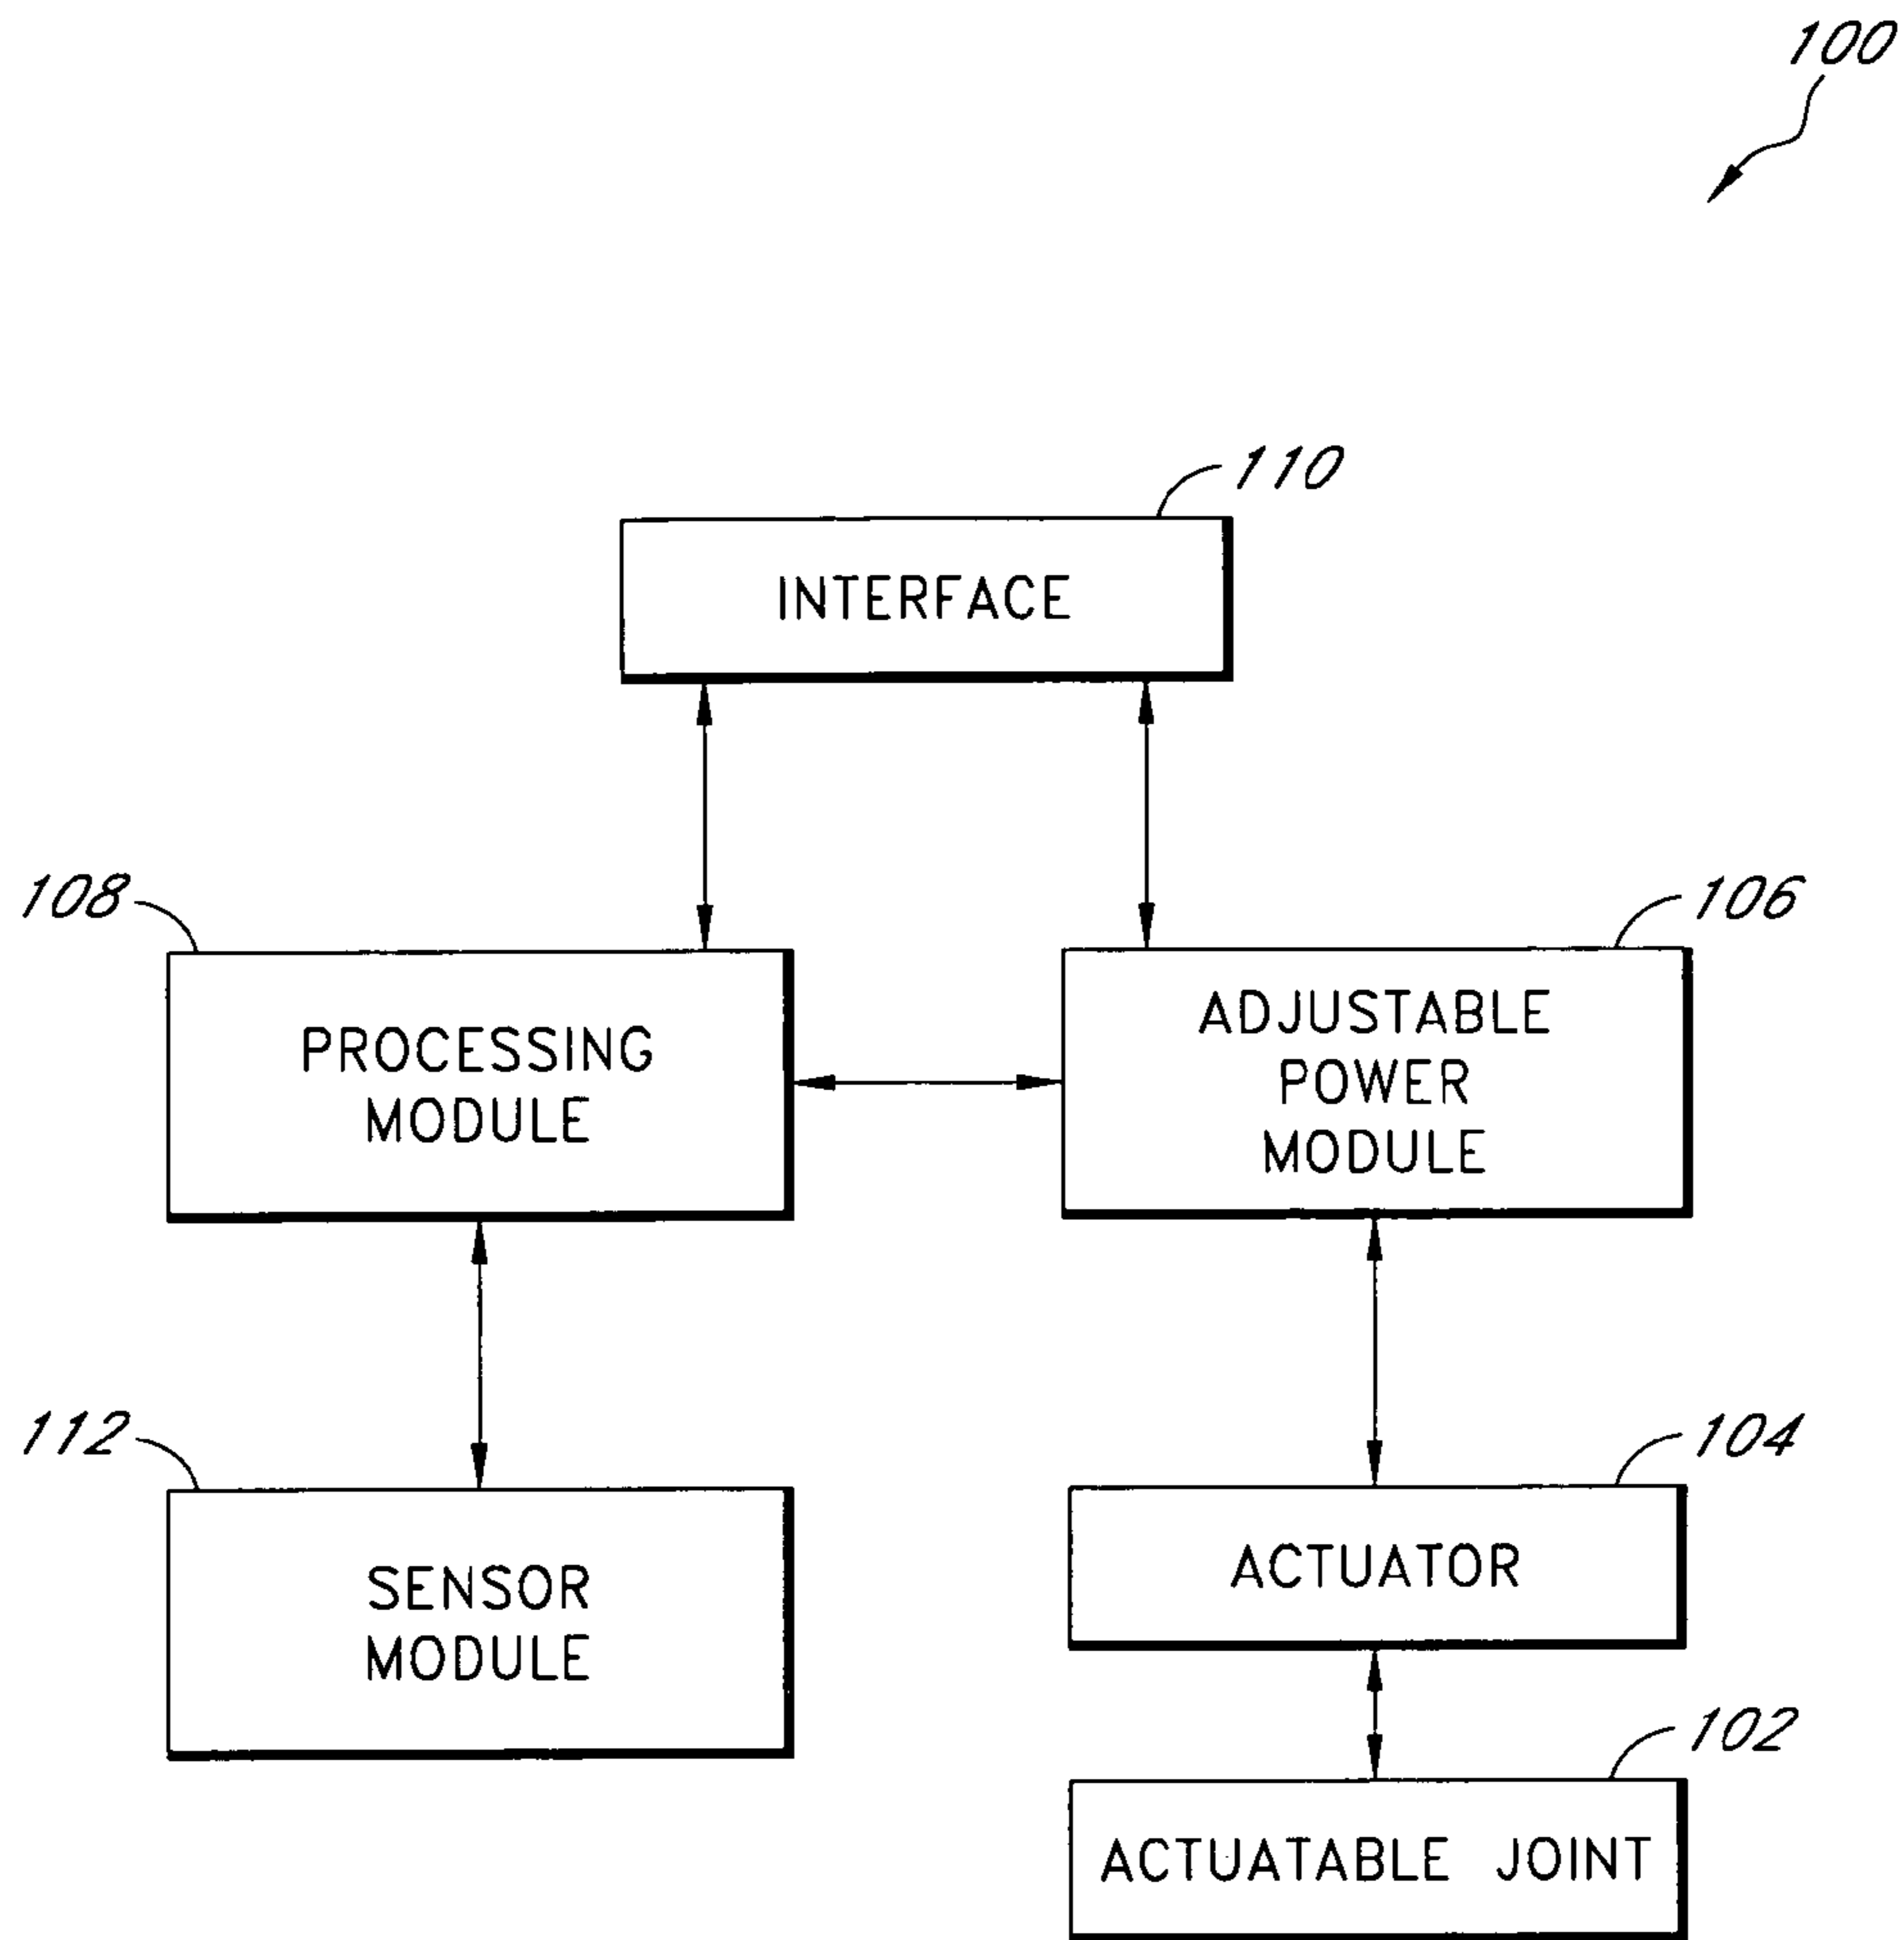 100
110
INTERFACE
108
106
PROCESSING
MODULE
ADJUSTABLE
POWER
MODULE
112
104
SENSOR
MODULE
ACTUATOR
102
ACTUATABLE JOINT